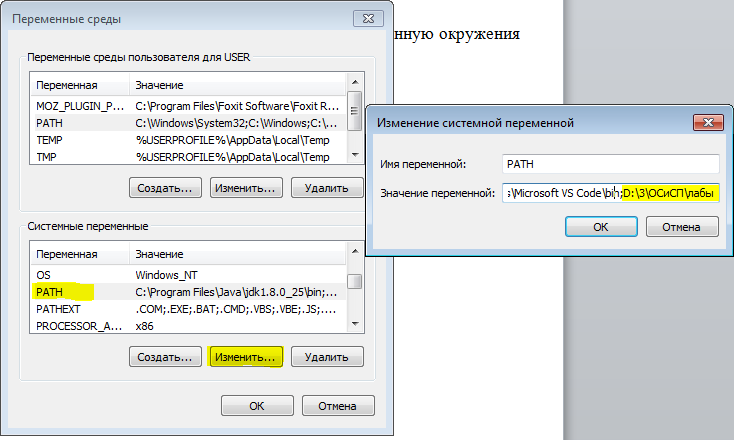 Переменные среды
нную окружения
Переменные среды пользователя для USER
Переменная Значение
MOZ_PLUGIN_P... C:\Program Files\Foxit Software\Foxit R...
PATH C:\Windows\System32;C:\Windows;C:\...
TEMP %USERPROFILE%\AppData\Local\Temp
TMP %USERPROFILE%\AppData\Local\Temp
Создать... Изменить... Удалить
Системные переменные
Переменная Значение
OS Windows_NT
PATH C:\Program Files\Java\jdk1.8.0_25\bin;...
PATHEXT .COM;.EXE;.BAT;.CMD;.VBS;.VBE;.JS;....
PROCESSOR_A... x86
Создать... Изменить... Удалить
ОК Отмена
Изменение системной переменной
Имя переменной: PATH
Значение переменной: s\Microsoft VS Code\bin;D:\3\ОСиСП\лабы
ОК Отмена